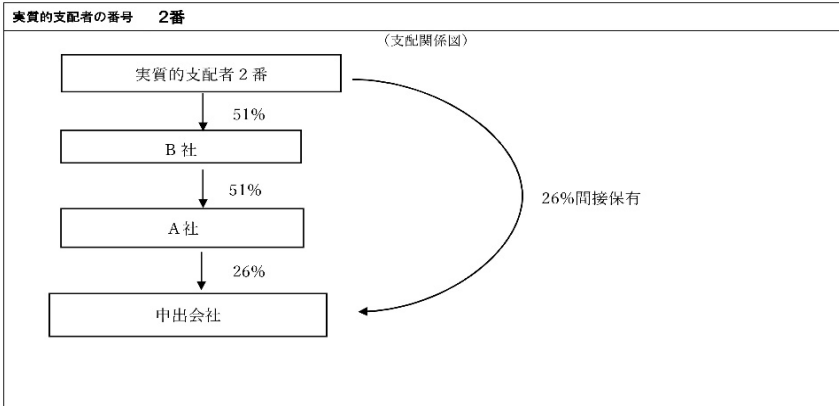 実質的支配者の番号 2番
（支配関係図）
実質的支配者２番
51%
B 社
51%
A 社
26%間接保有
26%
申出会社